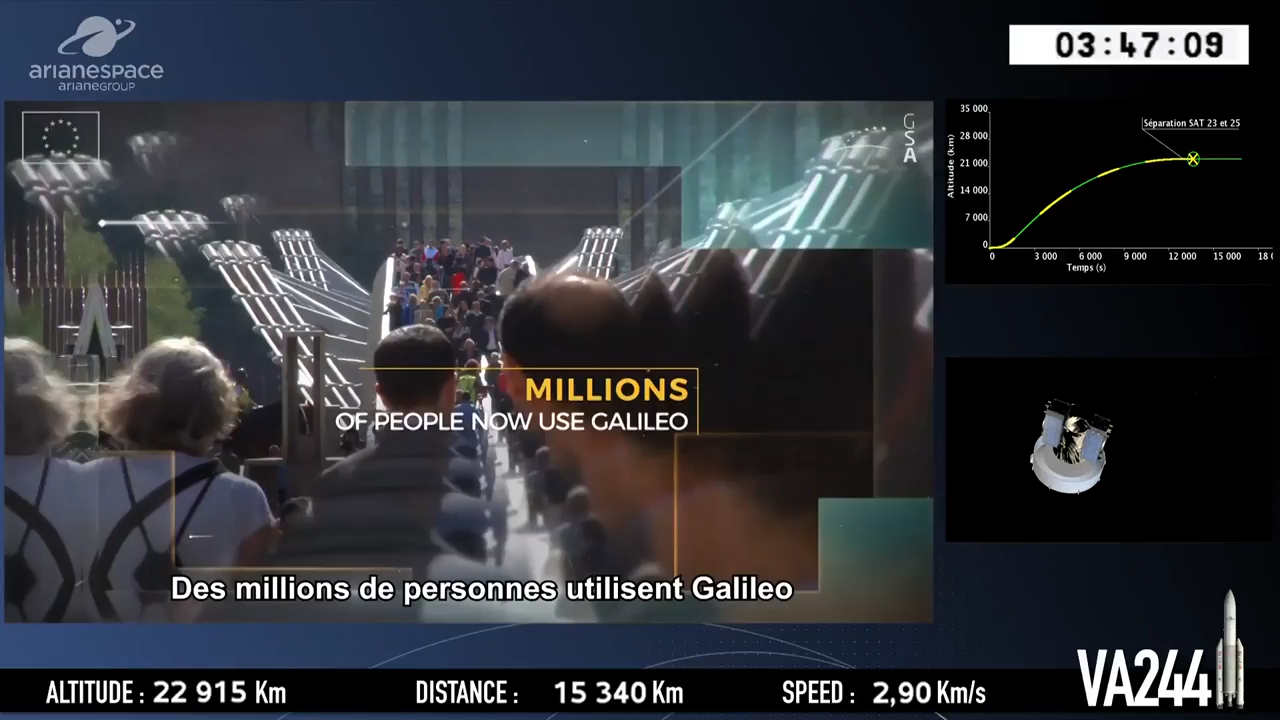 arianespace
arianeGROUP
03:47:09
GSA
35 000
28 000
21 000
14 000
7 000
0
Altitude (km)
Séparation SAT 23 et 25
0 3 000 6 000 9 000 12 000 15 000 18 0
Temps (s)
MILLIONS
OF PEOPLE NOW USE GALILEO
Des millions de personnes utilisent Galileo
ALTITUDE : 22 915 Km
DISTANCE : 15 340 Km
SPEED : 2,90 Km/s
VA244